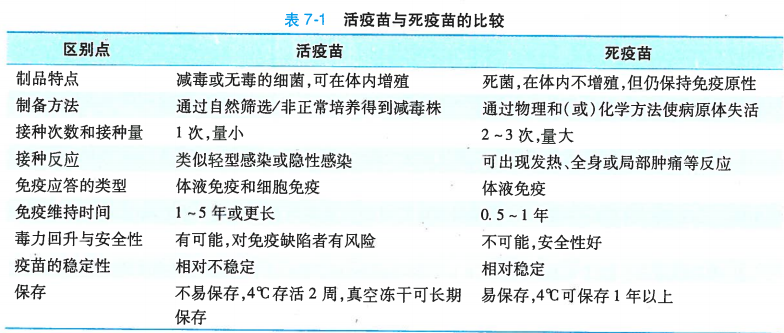 表 7-1 活疫苗与死疫苗的比较
区别点 活疫苗 死疫苗
制品特点 减毒或无毒的细菌,可在体内增殖 死菌,在体内不增殖,但仍保持免疫原性
制备方法 通过自然筛选/非正常培养得到减毒株 通过物理和(或)化学方法使病原体失活
接种次数和接种量 1 次,量小 2~3 次,量大
接种反应 类似轻型感染或隐性感染 可出现发热、全身或局部肿痛等反应
免疫应答的类型 体液免疫和细胞免疫 体液免疫
免疫维持时间 1~5 年或更长 0.5~1 年
毒力回升与安全性 有可能,对免疫缺陷者有风险 不可能,安全性好
疫苗的稳定性 相对不稳定 相对稳定
保存 不易保存,4℃存活 2 周,真空冻干可长期 易保存,4℃可保存 1 年以上
保存